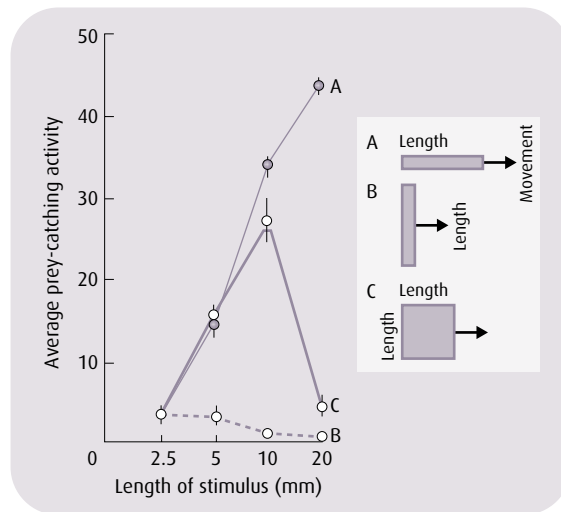 50
40
30
20
10
0
Average prey-catching activity
2.5 5 10 20
Length of stimulus (mm)
A
C
B
A Length
Movement
B
Length
C Length
Length